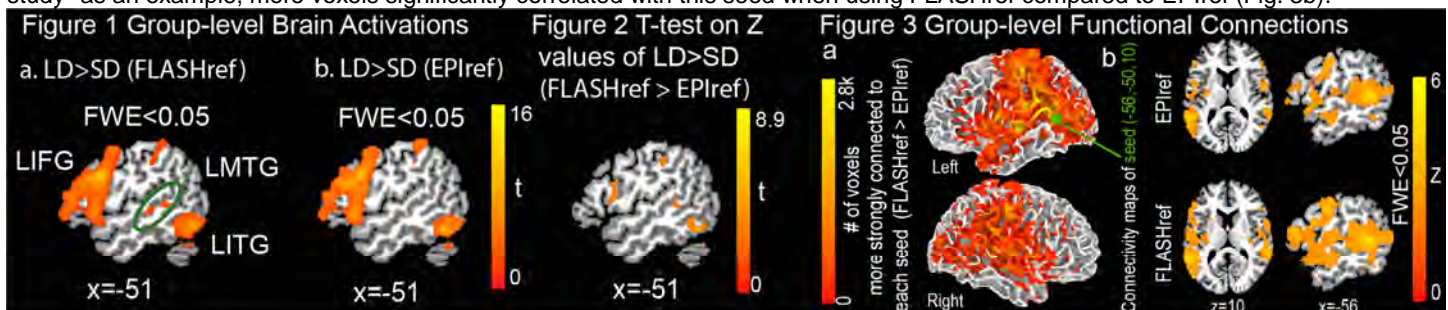 study" as an example, more voxels significantly correlated with this seed when using FLASHref compared to EPIref (Fig. 3b).
Figure 1 Group-level Brain Activations
a. LD>SD (FLASHref)
b. LD>SD (EPIref)
FWE<0.05
FWE<0.05
LIFG
LMTG
LITG
x=-51
x=-51
16
t
0
Figure 2 T-test on Z
values of LD>SD
(FLASHref > EPIref)
8.9
t
0
x=-51
Figure 3 Group-level Functional Connections
a
2.8k
0
# of voxels
more strongly connected to
each seed (FLASHref > EPIref)
Left
Right
b
Connectivity maps of seed (-56,-50,10)
EPIref
FLASHref
z=10
x=-56
FWE<0.05
6
Z
0